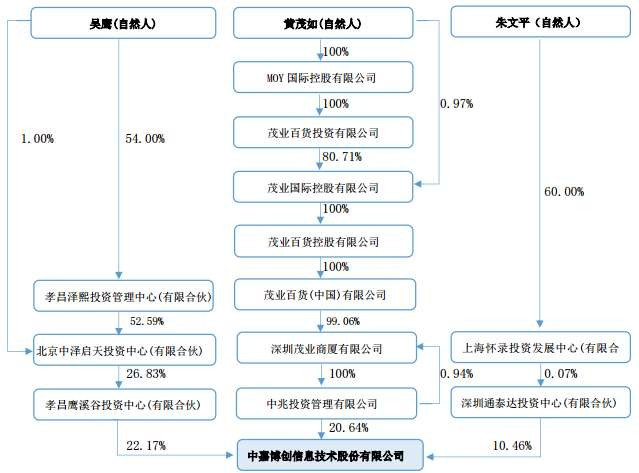 吴鹰(自然人)
黄茂如(自然人)
朱文平（自然人）
100%
MOY 国际控股有限公司
0.97%
100%
1.00%
54.00%
茂业百货投资有限公司
80.71%
茂业国际控股有限公司
60.00%
100%
茂业百货控股有限公司
100%
孝昌泽熙投资管理中心(有限合伙)
茂业百货(中国)有限公司
52.59%
99.06%
北京中泽启天投资中心(有限合伙)
深圳茂业商厦有限公司
上海怀录投资发展中心(有限合
26.83%
100%
0.94%
0.07%
孝昌鹰溪谷投资中心(有限合伙)
中兆投资管理有限公司
深圳通泰达投资中心(有限合伙)
22.17%
20.64%
10.46%
中嘉博创信息技术股份有限公司